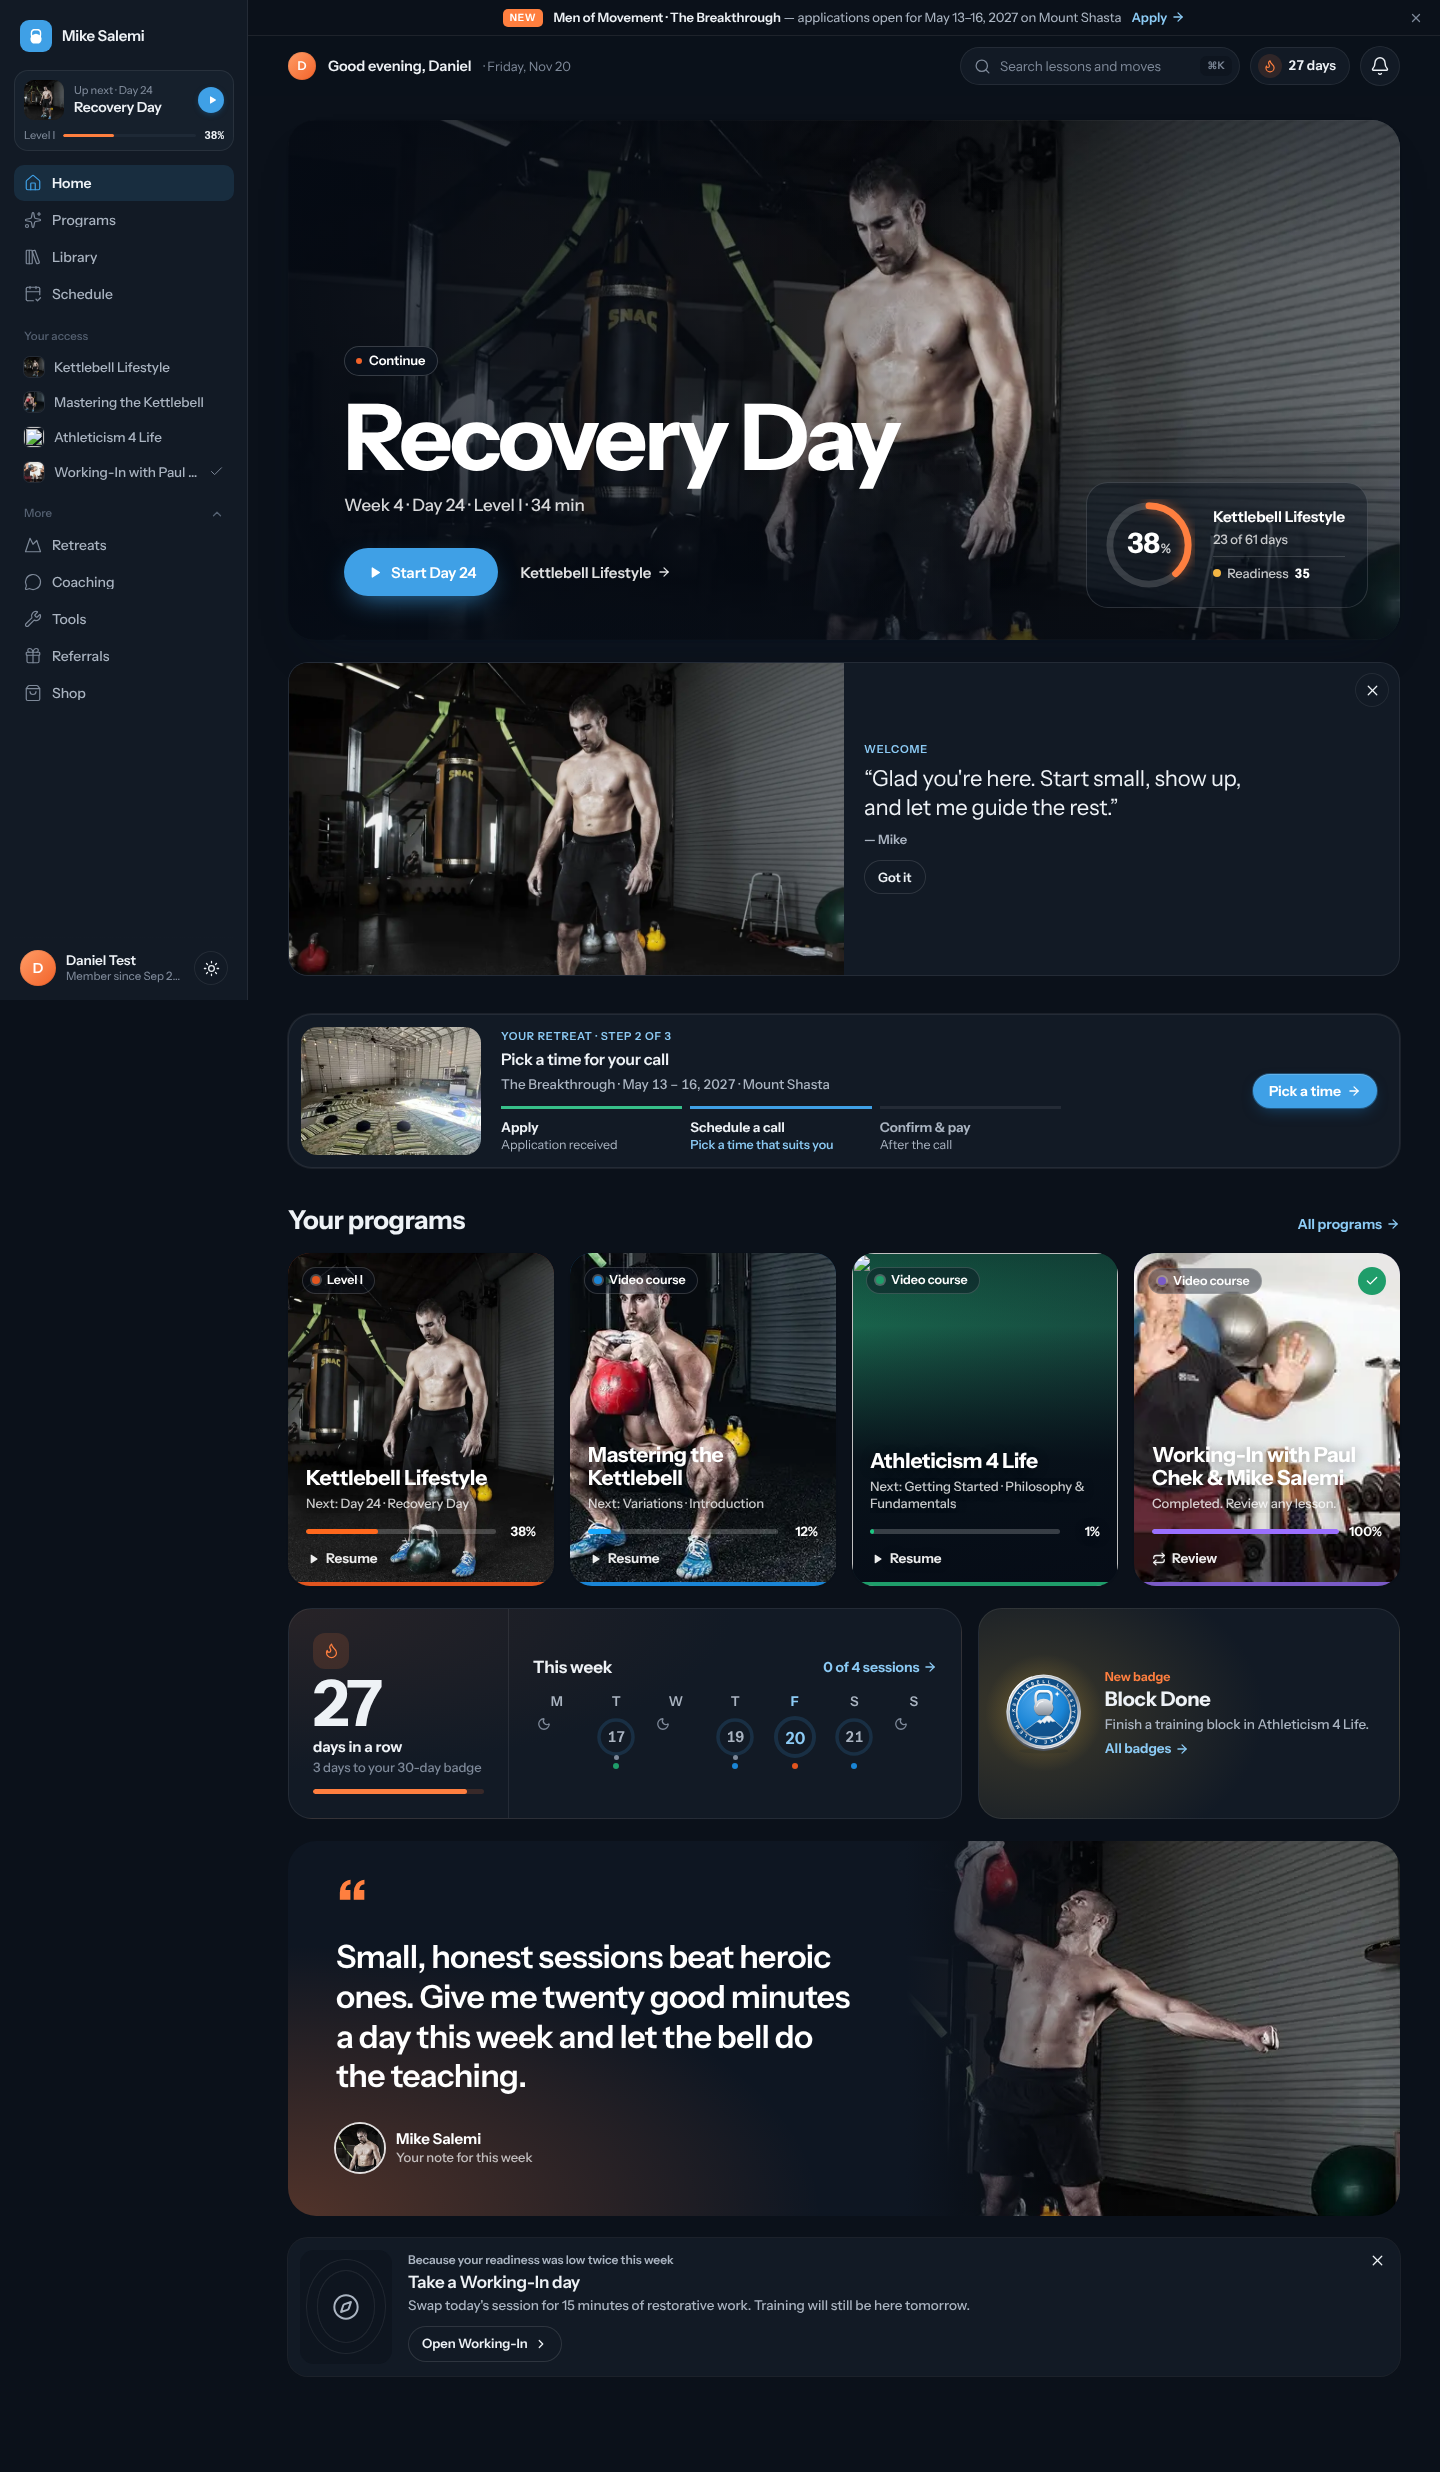 Mike Salemi
Up next · Day 24
Recovery Day
Level I
38%
Home
Programs
Library
Schedule
Your access
Kettlebell Lifestyle
Mastering the Kettlebell
Athleticism 4 Life
Working-In with Paul ...
More
Retreats
Coaching
Tools
Referrals
Shop
D
Daniel Test
Member since Sep 2...
NEW Men of Movement · The Breakthrough — applications open for May 13–16, 2027 on Mount Shasta Apply →
D Good evening, Daniel · Friday, Nov 20
Search lessons and moves ⌘K
27 days
SMAC
Continue
Recovery Day
Week 4 · Day 24 · Level I · 34 min
Start Day 24
Kettlebell Lifestyle →
38%
Kettlebell Lifestyle
23 of 61 days
Readiness 35
SMAC
WELCOME
“Glad you're here. Start small, show up,
and let me guide the rest.”
— Mike
Got it
YOUR RETREAT · STEP 2 OF 3
Pick a time for your call
The Breakthrough · May 13 – 16, 2027 · Mount Shasta
Apply
Application received
Schedule a call
Pick a time that suits you
Confirm & pay
After the call
Pick a time →
Your programs
All programs →
Level I
SMAC
Kettlebell Lifestyle
Next: Day 24 · Recovery Day
38%
Resume
Video course
Mastering the
Kettlebell
Next: Variations · Introduction
12%
Resume
Video course
Athleticism 4 Life
Next: Getting Started · Philosophy &
Fundamentals
1%
Resume
Video course
Working-In with Paul
Chek & Mike Salemi
Completed. Review any lesson.
100%
Review
27
days in a row
3 days to your 30-day badge
This week
0 of 4 sessions →
M T W T F S S
17 19 20 21
KETTLEBELL LIFESTYLE
MIKE SALEMI
New badge
Block Done
Finish a training block in Athleticism 4 Life.
All badges →
“
Small, honest sessions beat heroic
ones. Give me twenty good minutes
a day this week and let the bell do
the teaching.
Mike Salemi
Your note for this week
Because your readiness was low twice this week
Take a Working-In day
Swap today's session for 15 minutes of restorative work. Training will still be here tomorrow.
Open Working-In